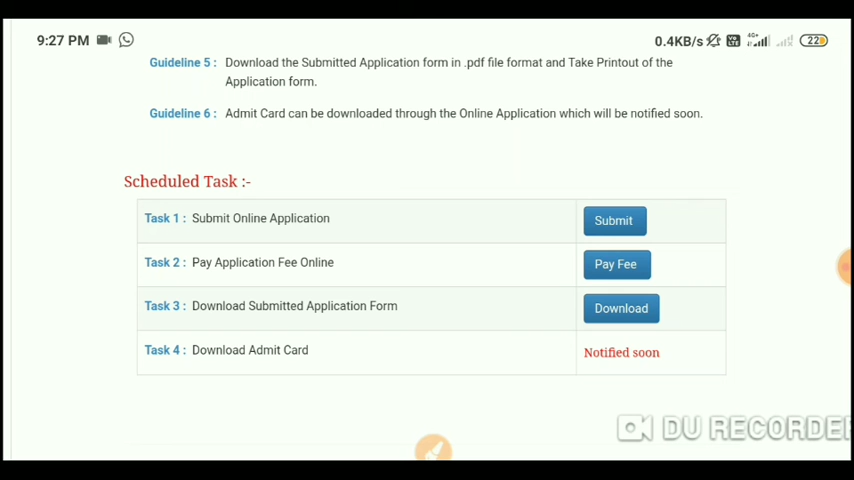 9:27 PM 0.4KB/s Vo LTE 4G+ 22
Guideline 5 : Download the Submitted Application form in .pdf file format and Take Printout of the
Application form.
Guideline 6 : Admit Card can be downloaded through the Online Application which will be notified soon.
Scheduled Task :-
Task 1 : Submit Online Application Submit
Task 2 : Pay Application Fee Online Pay Fee
Task 3 : Download Submitted Application Form Download
Task 4 : Download Admit Card Notified soon
DU RECORDER